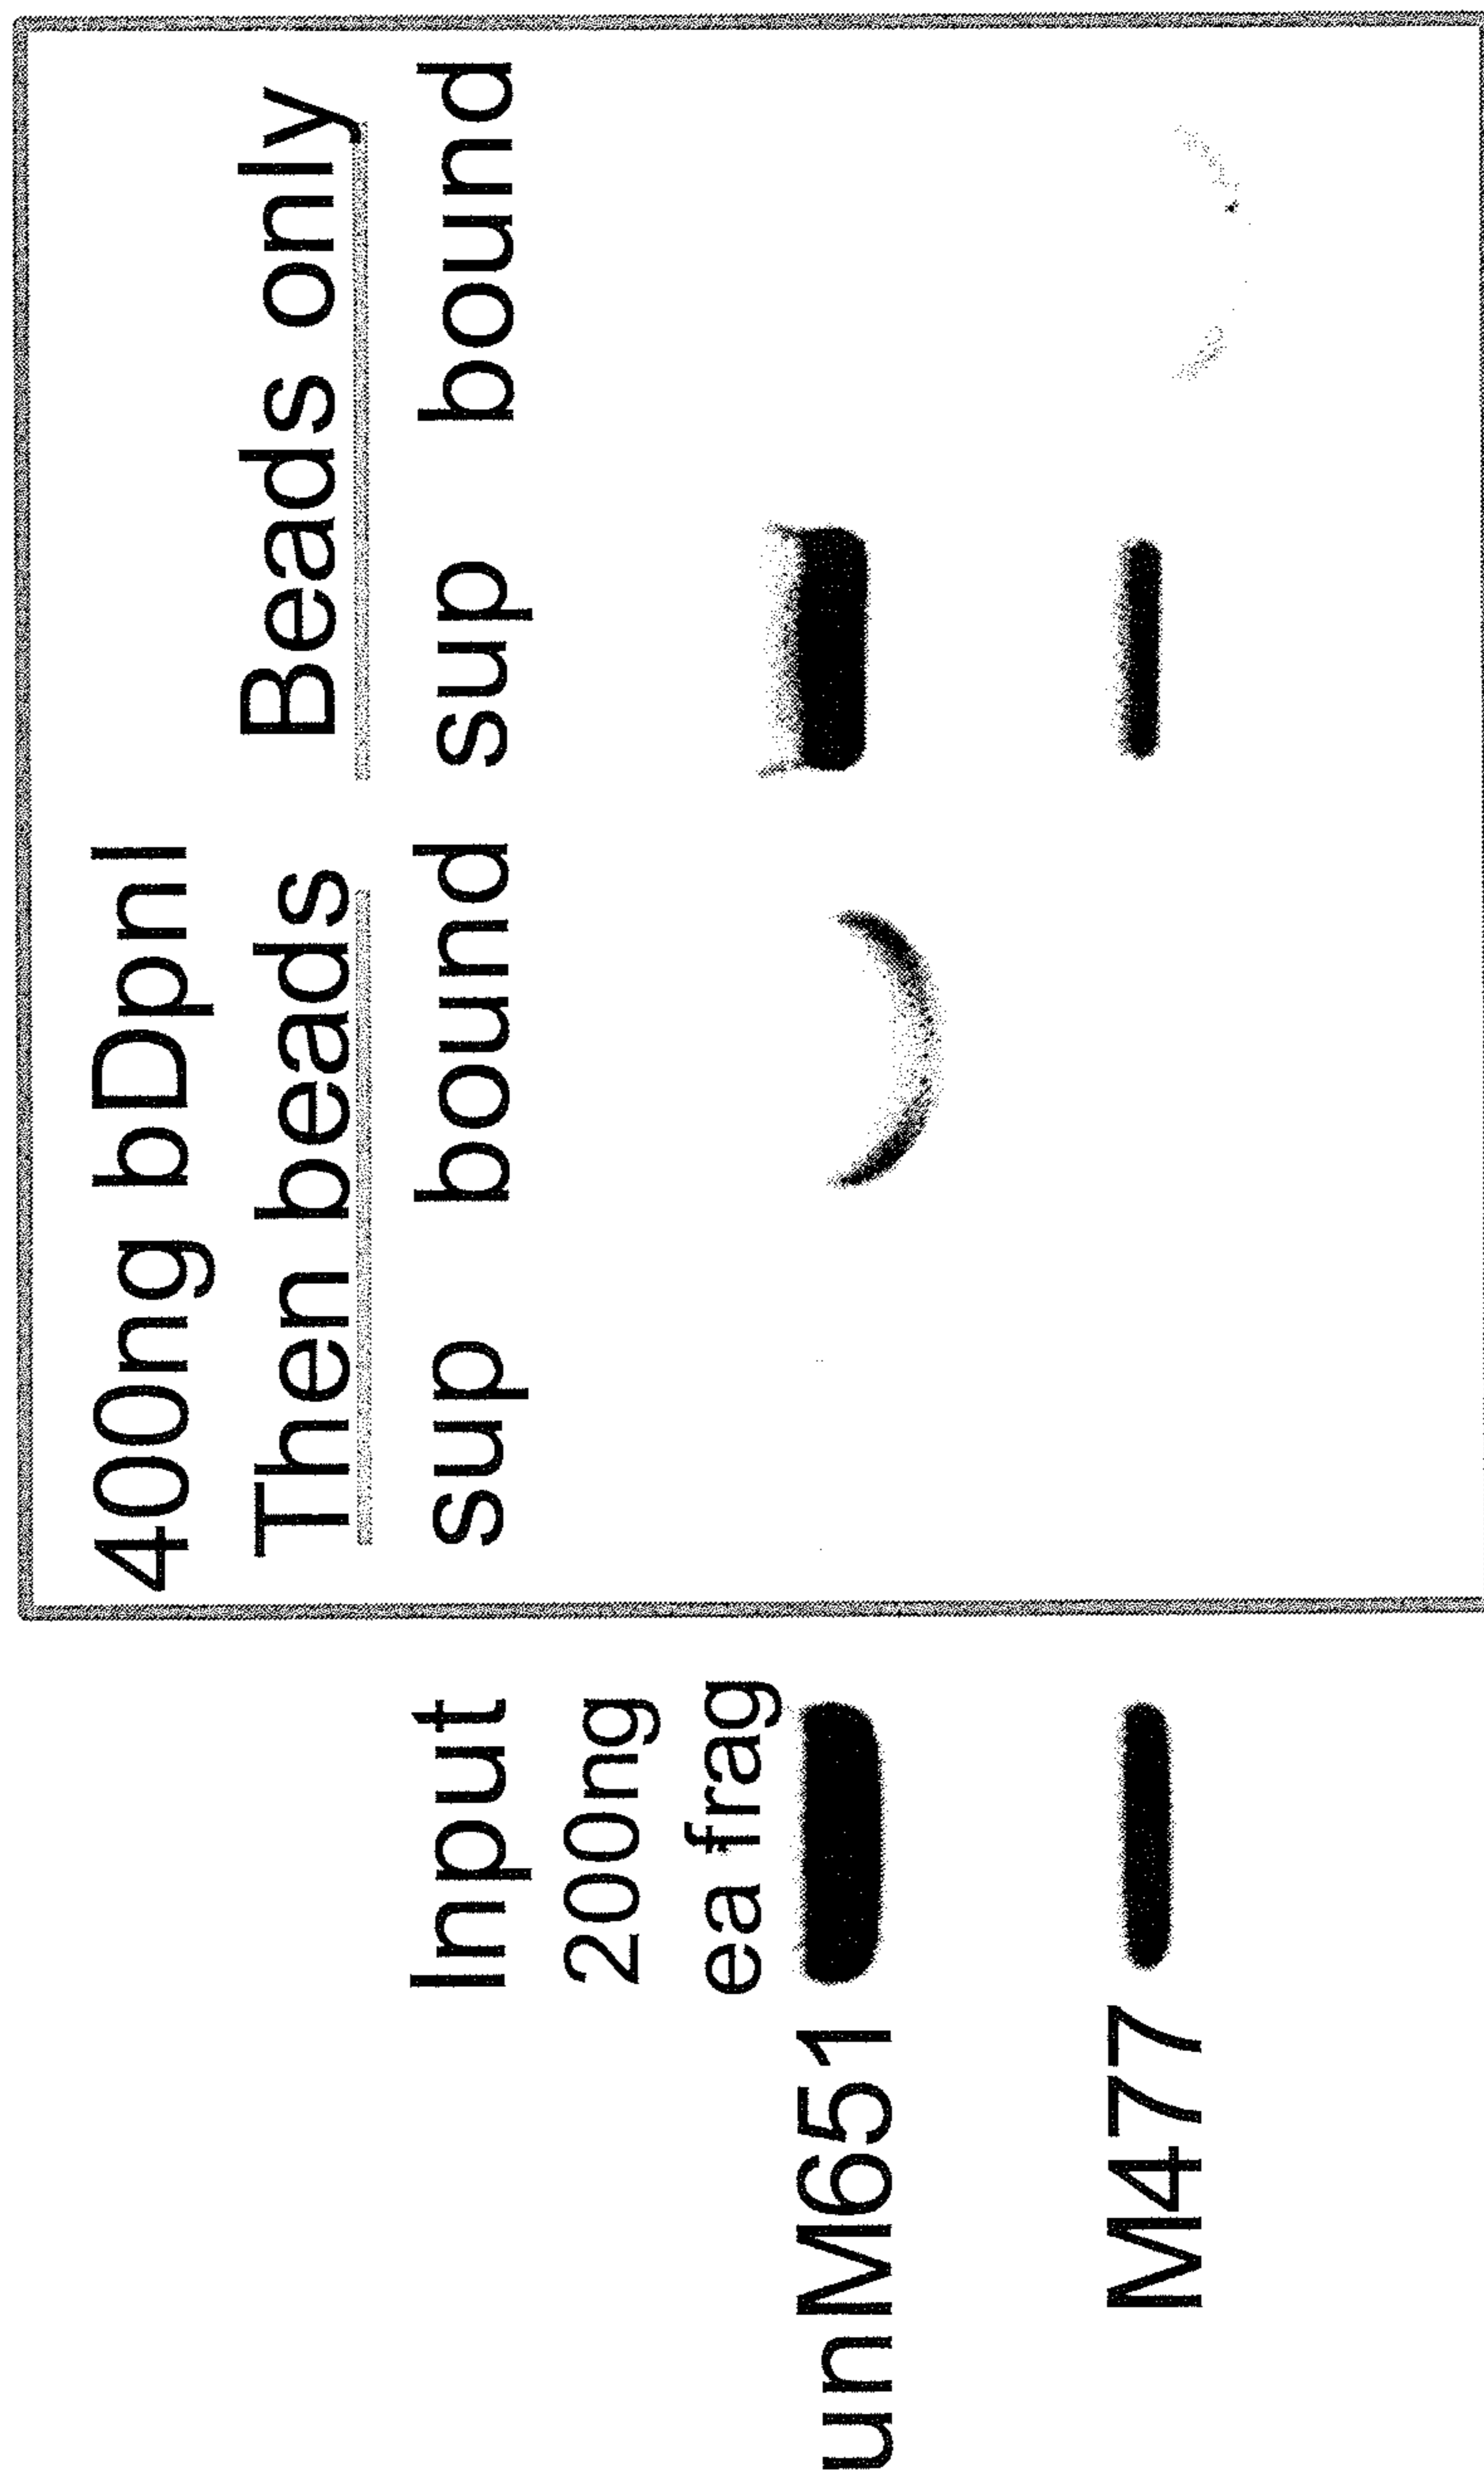 400ng bDpnI
Then beads Beads only
sup bound sup bound
Input
200ng
ea frag
unM651
M477